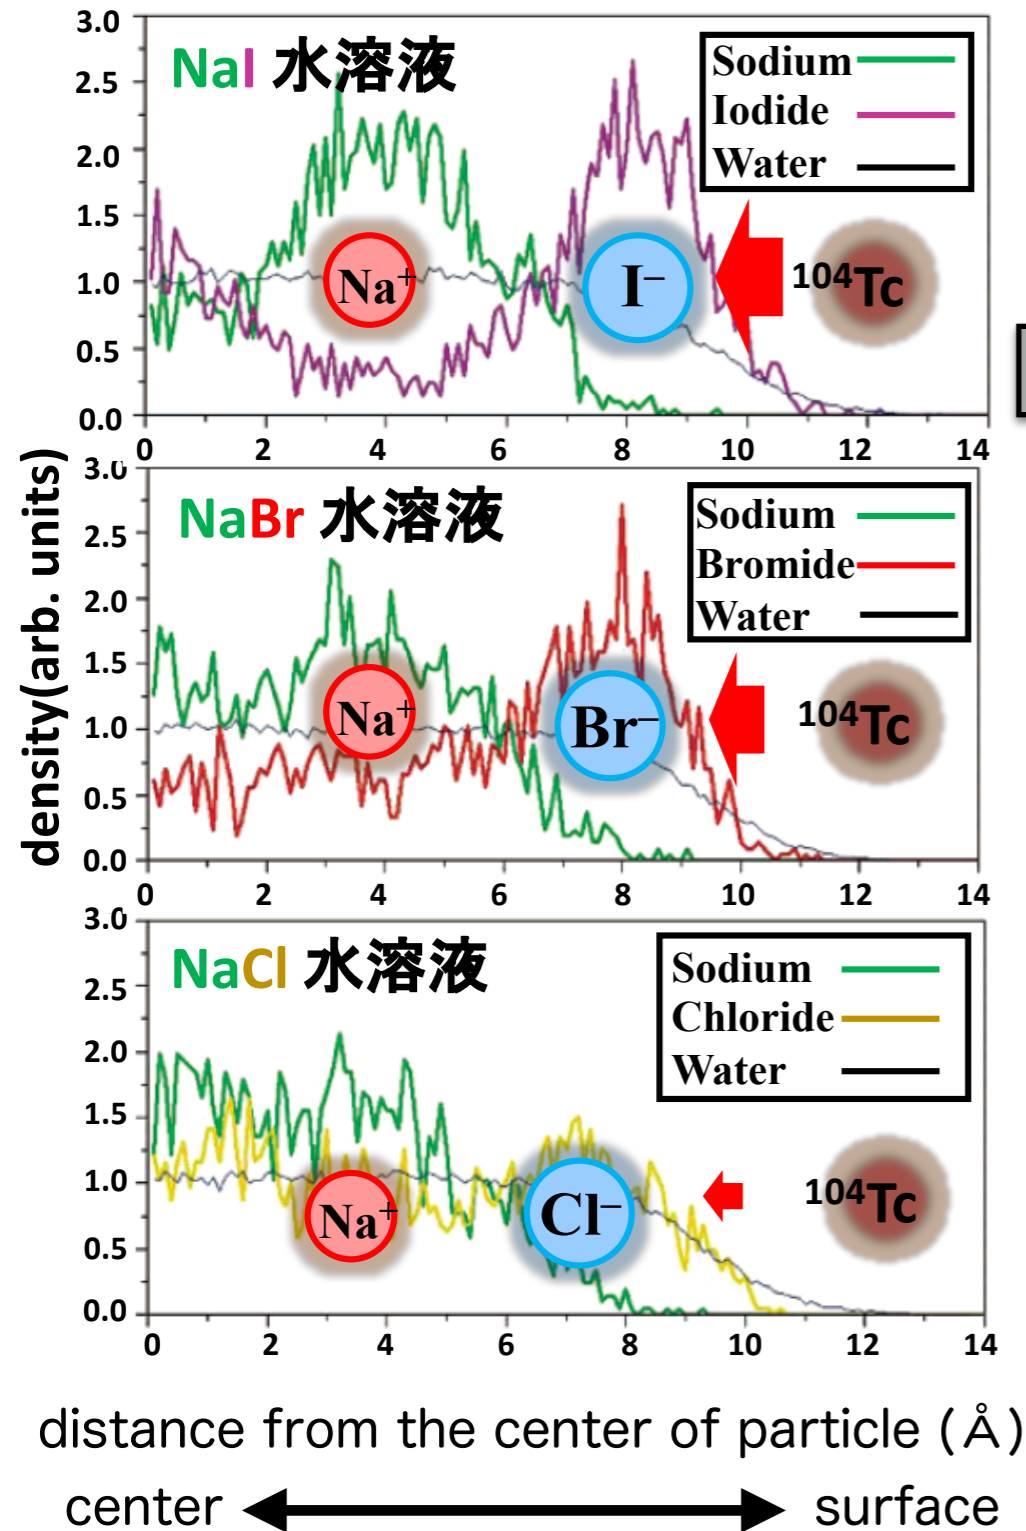 3.0
NaI 水溶液
Sodium
Iodide
Water
2.5
2.0
1.5
1.0
0.5
0.0
Na⁺
I⁻
¹⁰⁴Tc
0 2 4 6 8 10 12 14
density(arb. units)
3.0
NaBr 水溶液
Sodium
Bromide
Water
2.5
2.0
1.5
1.0
0.5
0.0
Na⁺
Br⁻
¹⁰⁴Tc
0 2 4 6 8 10 12 14
3.0
NaCl 水溶液
Sodium
Chloride
Water
2.5
2.0
1.5
1.0
0.5
0.0
Na⁺
Cl⁻
¹⁰⁴Tc
0 2 4 6 8 10 12 14
distance from the center of particle (Å)
center surface